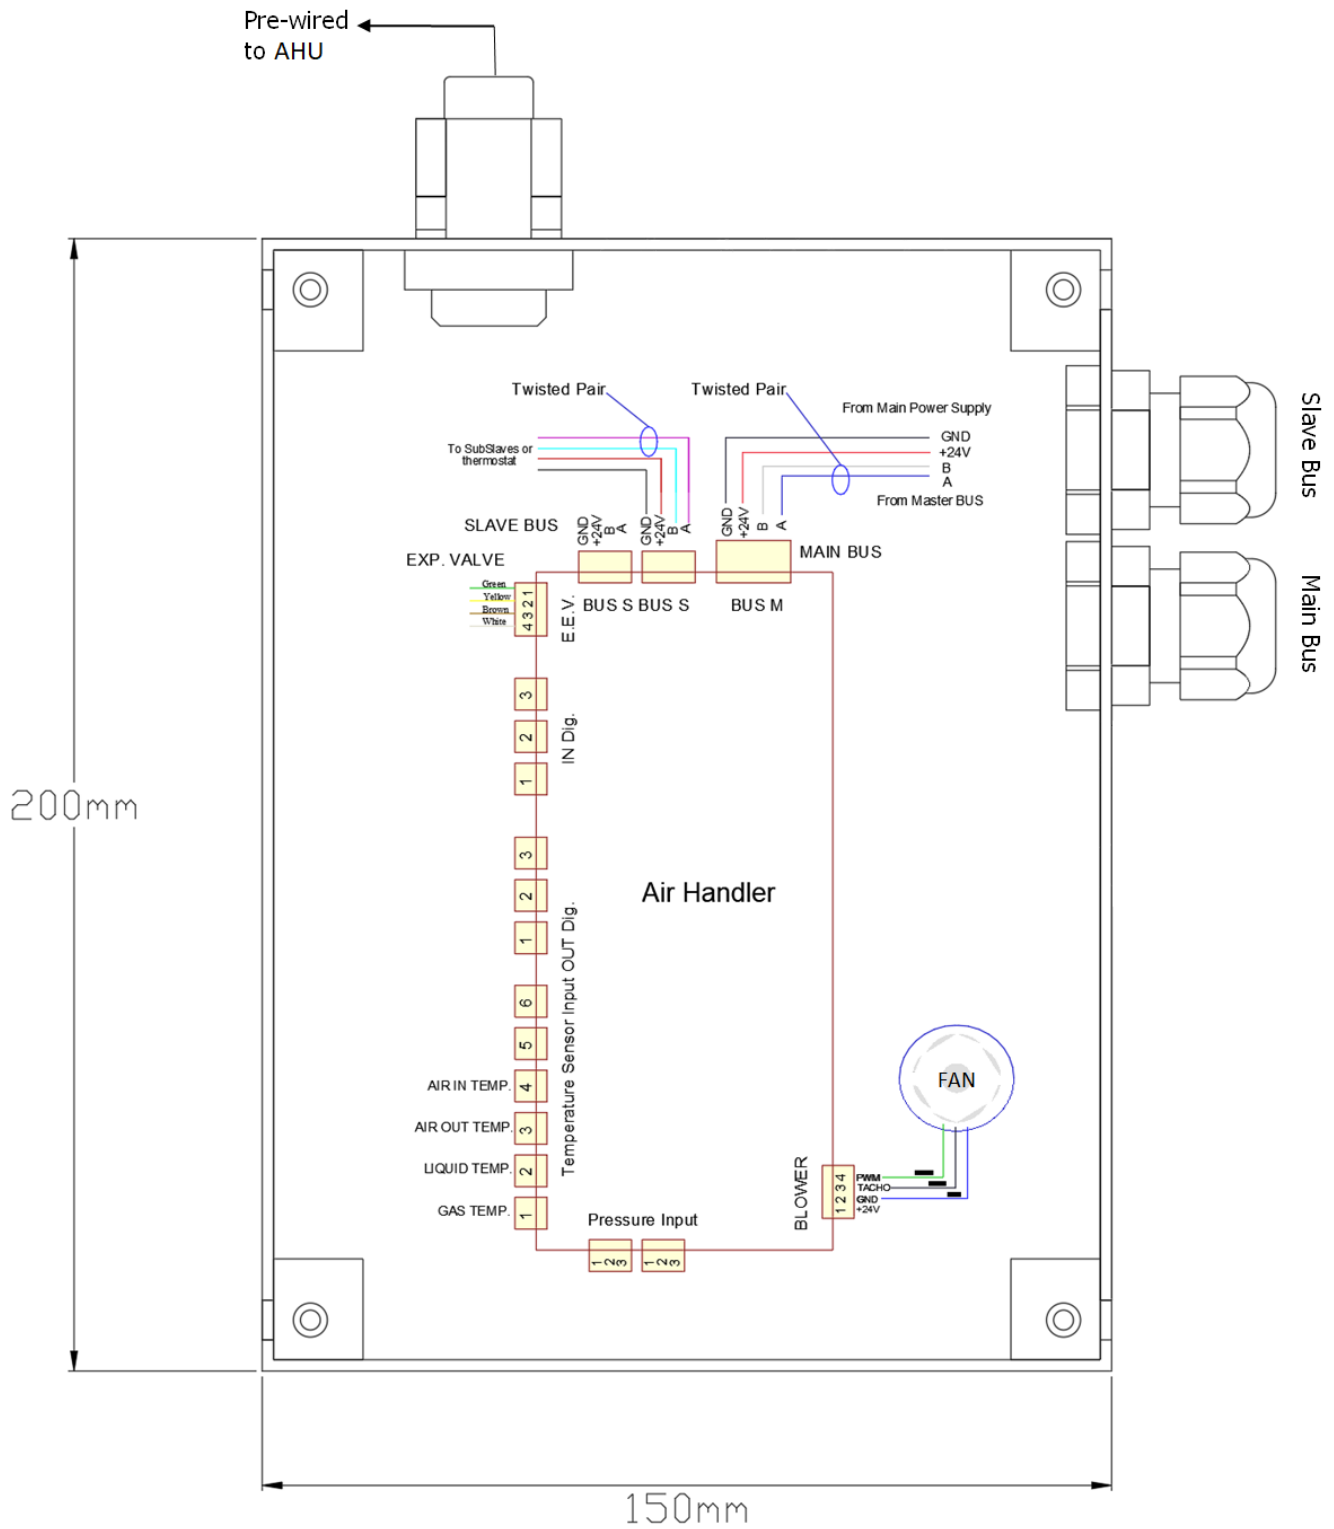 Pre-wired
to AHU
Slave Bus
Main Bus
200mm
150mm
Twisted Pair
Twisted Pair
From Main Power Supply
GND
+24V
B
A
From Master BUS
To SubSlaves or
thermostat
SLAVE BUS
GND
+24V
B
A
GND
+24V
B
A
GND
+24V
B
A
MAIN BUS
EXP. VALVE
BUS S
BUS S
BUS M
Green
Yellow
Brown
White
4 3 2 1
E.E.V.
3
2
1
IN Dig.
3
2
1
Air Handler
6
5
AIR IN TEMP.
4
AIR OUT TEMP.
3
LIQUID TEMP.
2
GAS TEMP.
1
Temperature Sensor Input OUT Dig.
FAN
BLOWER
1 2 3 4
PWM
TACHO
GND
+24V
Pressure Input
1 2 3
1 2 3